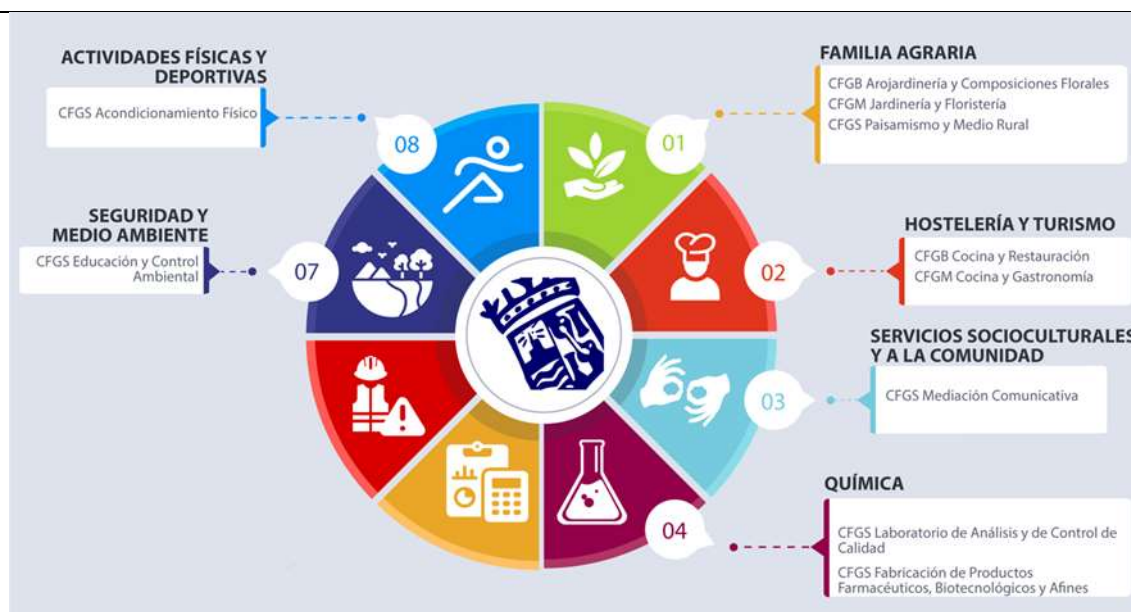 ACTIVIDADES FÍSICAS Y
DEPORTIVAS
CFGS Acondicionamiento Físico
08
SEGURIDAD Y
MEDIO AMBIENTE
CFGS Educación y Control
Ambiental
07
FAMILIA AGRARIA
CFGB Arojardinería y Composiciones Florales
CFGM Jardinería y Floristería
CFGS Paisamismo y Medio Rural
01
HOSTELERÍA Y TURISMO
CFGB Cocina y Restauración
CFGM Cocina y Gastronomía
02
SERVICIOS SOCIOCULTURALES
Y A LA COMUNIDAD
CFGS Mediación Comunicativa
03
QUÍMICA
CFGS Laboratorio de Análisis y de Control de
Calidad
CFGS Fabricación de Productos
Farmacéuticos, Biotecnológicos y Afines
04